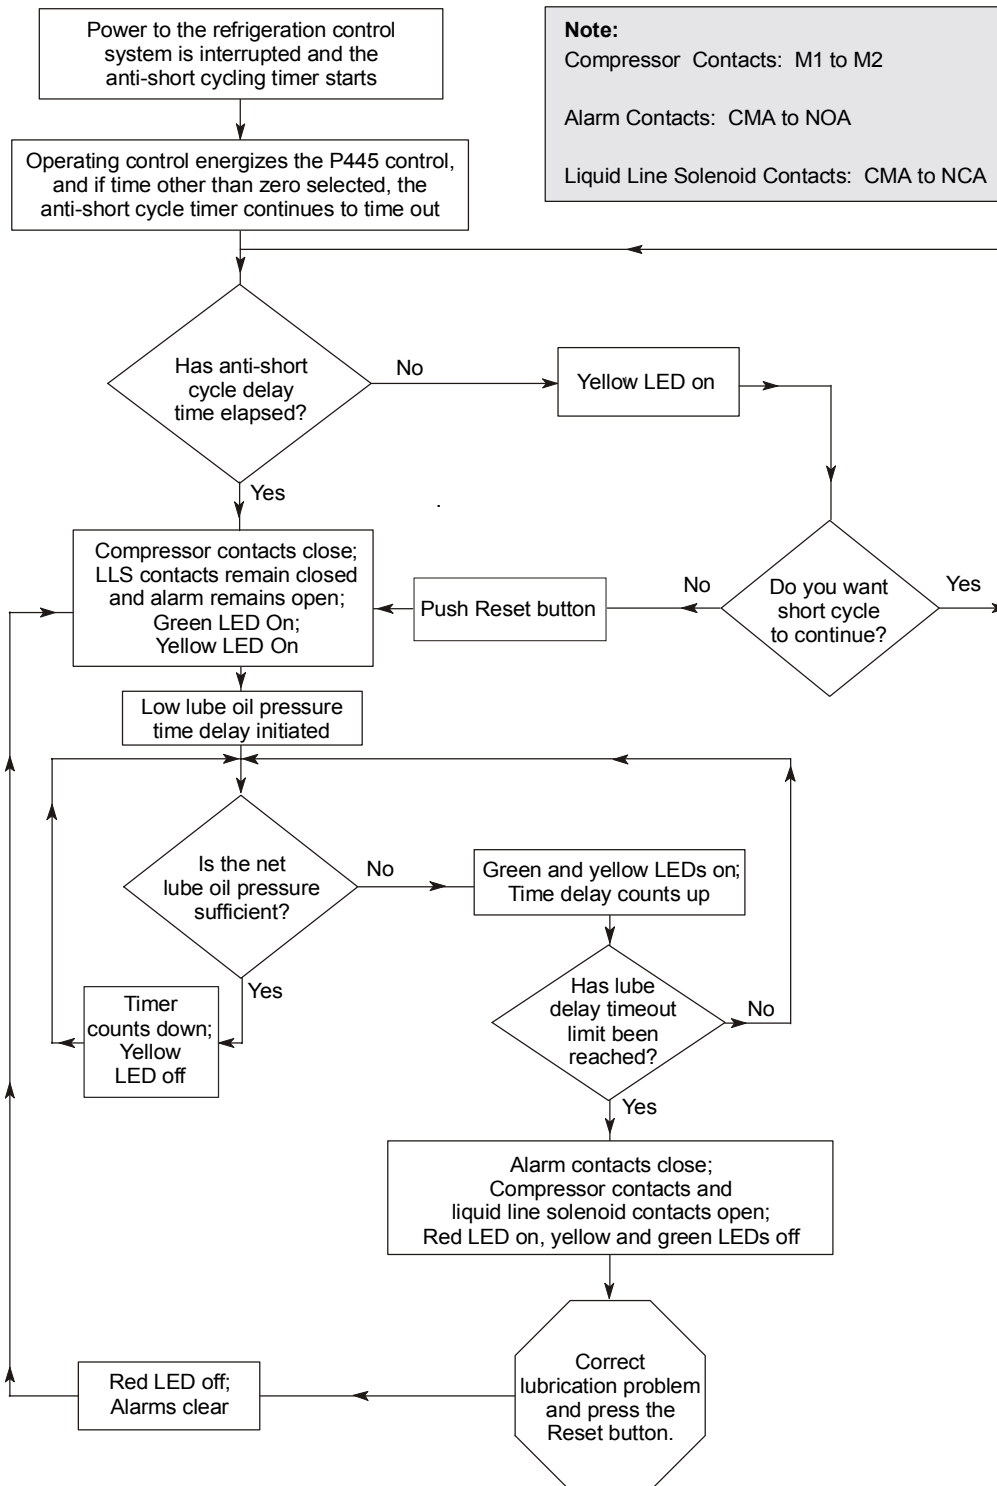 Power to the refrigeration control
system is interrupted and the
anti-short cycling timer starts
Note:
Compressor Contacts: M1 to M2
Alarm Contacts: CMA to NOA
Liquid Line Solenoid Contacts: CMA to NCA
Operating control energizes the P445 control,
and if time other than zero selected, the
anti-short cycle timer continues to time out
Has anti-short
cycle delay
time elapsed?
No
Yellow LED on
Yes
Do you want
short cycle
to continue?
Yes
No
Push Reset button
Compressor contacts close;
LLS contacts remain closed
and alarm remains open;
Green LED On;
Yellow LED On
Low lube oil pressure
time delay initiated
Is the net
lube oil pressure
sufficient?
No
Green and yellow LEDs on;
Time delay counts up
Yes
Timer
counts down;
Yellow
LED off
Has lube
delay timeout
limit been
reached?
No
Yes
Alarm contacts close;
Compressor contacts and
liquid line solenoid contacts open;
Red LED on, yellow and green LEDs off
Correct
lubrication problem
and press the
Reset button.
Red LED off;
Alarms clear